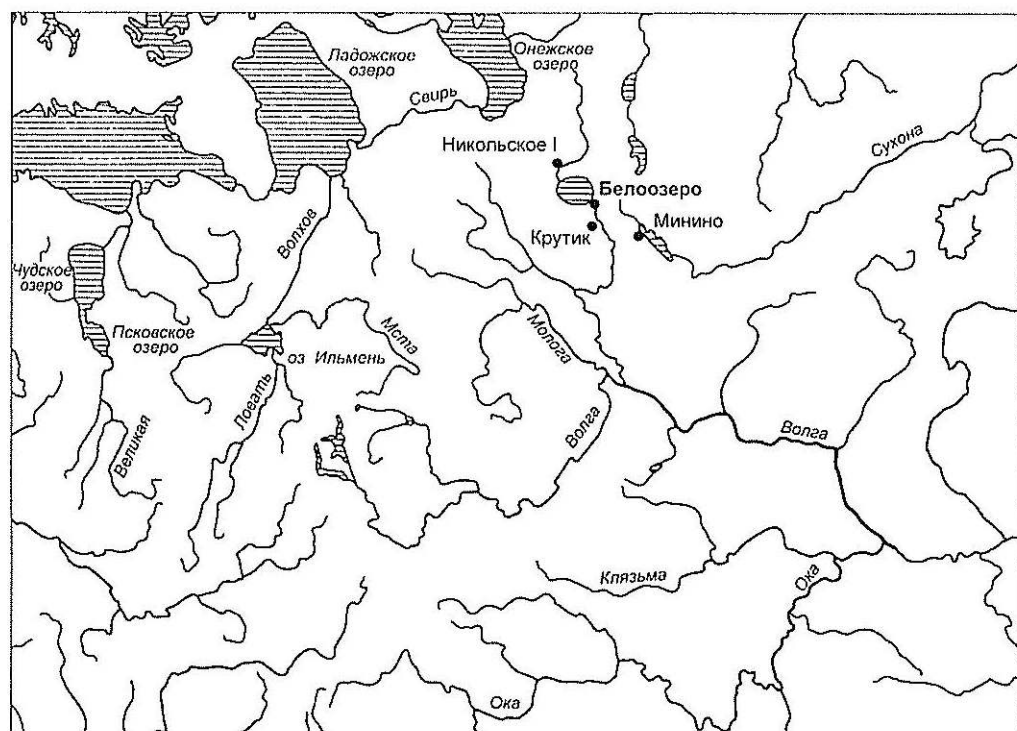 Онежское
озеро
Ладожское
озеро
Свирь
Никольское I
Сухона
Белоозеро
Минино
Крутик
Волхов
Чудское
озеро
Псковское
озеро
оз Ильмень
Мста
Молога
Ловать
Великая
Волга
Волга
Клязьма
Ока
Ока